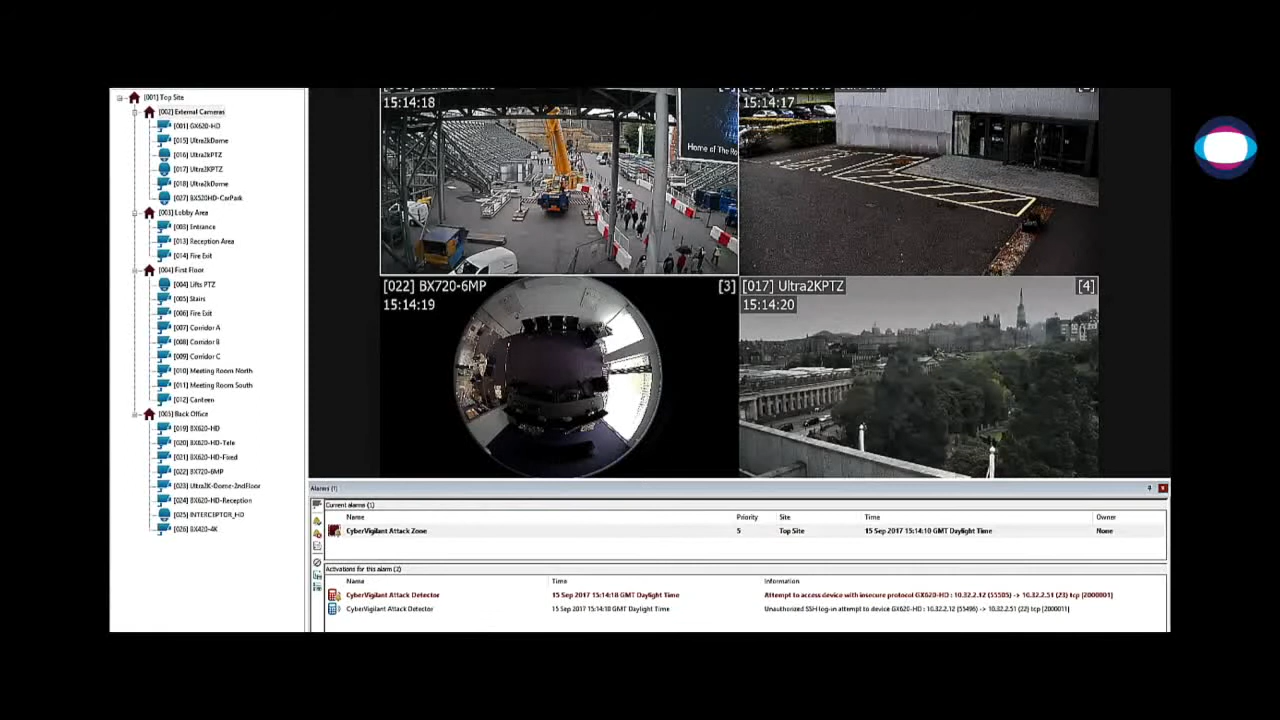 [001] Top Site
[002] External Cameras
[001] GX620-HD
[015] Ultra2kDome
[016] Ultra2kPTZ
[017] Ultra2KPTZ
[018] Ultra2kDome
[027] BX520HD-CarPark
[003] Lobby Area
[003] Entrance
[013] Reception Area
[014] Fire Exit
[004] First Floor
[004] Lifts PTZ
[005] Stairs
[006] Fire Exit
[007] Corridor A
[008] Corridor B
[009] Corridor C
[010] Meeting Room North
[011] Meeting Room South
[012] Canteen
[005] Back Office
[019] BX620-HD
[020] BX620-HD-Tele
[021] BX620-HD-Fixed
[022] BX720-6MP
[023] Ultra2K-Dome-2ndFloor
[024] BX620-HD-Reception
[025] INTERCEPTOR_HD
[026] BX420-4K
15:14:18
Home of The Ro
15:14:17
[022] BX720-6MP [3]
15:14:19
[017] Ultra2KPTZ [4]
15:14:20
Alarms (1)
Current alarms (1)
Name Priority Site Time Owner
CyberVigilant Attack Zone 5 Top Site 15 Sep 2017 15:14:10 GMT Daylight Time None
Activations for this alarm (2)
Name Time Information
CyberVigilant Attack Detector 15 Sep 2017 15:14:18 GMT Daylight Time Attempt to access device with insecure protocol GX620-HD : 10.32.2.12 (55505) -> 10.32.2.51 (23) tcp [2000001]
CyberVigilant Attack Detector 15 Sep 2017 15:14:10 GMT Daylight Time Unauthorized SSH log-in attempt to device GX620-HD : 10.32.2.12 (55496) -> 10.32.2.51 (22) tcp [2000011]